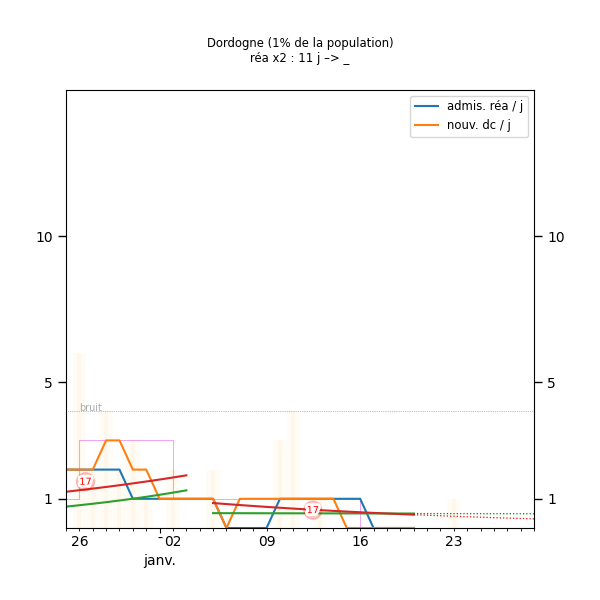 Dordogne (1% de la population)
réa x2 : 11 j –> _
admis. réa / j
nouv. dc / j
10 10
5 5
bruit
17
1 1
17
26 02 09 16 23
janv.